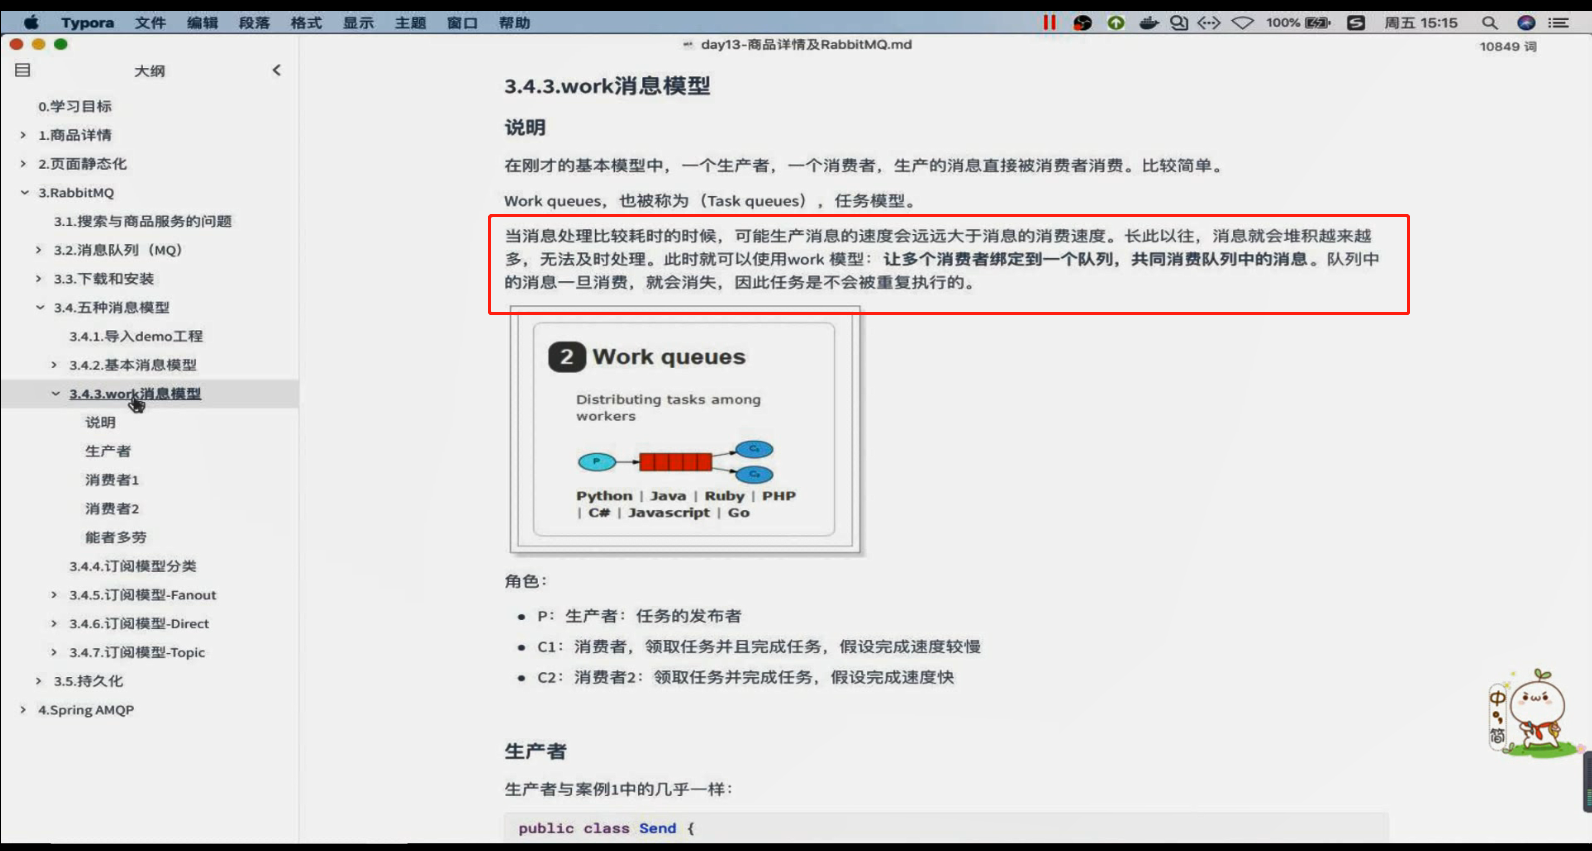 Typora 文件 编辑 段落 格式 显示 主题 窗口 帮助
100% 周五 15:15
day13-商品详情及RabbitMQ.md
10849 词
大纲
0.学习目标
1.商品详情
2.页面静态化
3.RabbitMQ
3.1.搜索与商品服务的问题
3.2.消息队列（MQ）
3.3.下载和安装
3.4.五种消息模型
3.4.1.导入demo工程
3.4.2.基本消息模型
3.4.3.work消息模型
说明
生产者
消费者1
消费者2
能者多劳
3.4.4.订阅模型分类
3.4.5.订阅模型-Fanout
3.4.6.订阅模型-Direct
3.4.7.订阅模型-Topic
3.5.持久化
4.Spring AMQP
3.4.3.work消息模型
说明
在刚才的基本模型中，一个生产者，一个消费者，生产的消息直接被消费者消费。比较简单。
Work queues，也被称为（Task queues），任务模型。
当消息处理比较耗时的时候，可能生产消息的速度会远远大于消息的消费速度。长此以往，消息就会堆积越来越
多，无法及时处理。此时就可以使用work 模型：让多个消费者绑定到一个队列，共同消费队列中的消息。队列中
的消息一旦消费，就会消失，因此任务是不会被重复执行的。
2 Work queues
Distributing tasks among
workers
P
C₁
C₂
Python | Java | Ruby | PHP
| C# | Javascript | Go
角色：
• P：生产者：任务的发布者
• C1：消费者，领取任务并且完成任务，假设完成速度较慢
• C2：消费者2：领取任务并完成任务，假设完成速度快
生产者
生产者与案例1中的几乎一样：
public class Send {
中
简